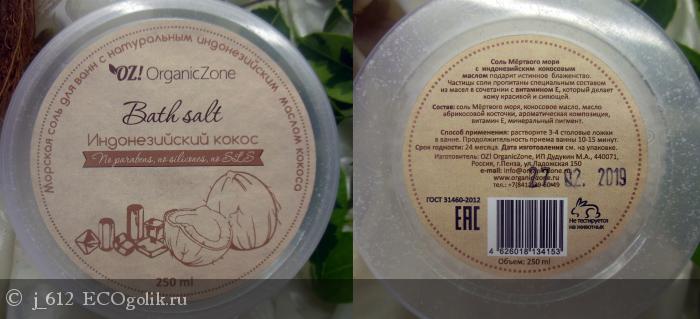 Морская соль для ванн с натуральным индонезийским маслом кокоса
OZ! OrganicZone
Bath salt
Индонезийский кокос
No parabens, no silicones, no SLS
250 ml
Соль Мёртвого моря
с индонезийским кокосовым
маслом подарит истинное блаженство.
Частицы соли пропитаны специальным составом
из масел в сочетании с витамином Е, который делает
кожу красивой и сияющей.
Состав: соль Мёртвого моря, кокосовое масло, масло
абрикосовой косточки, ароматическая композиция,
витамин Е, минеральный пигмент.
Способ применения: растворите 3-4 столовые ложки
в ванне. Продолжительность приема ванны 10-15 минут.
Срок годности: 24 месяца. Дата изготовления см. на упаковке.
Изготовитель: OZ! OrganicZone, ИП Дудукин М.А., 440071,
Россия, г.Пенза, ул.Ладожская 150
e-mail:
www.organiczone.ru
02. 2019
ГОСТ 31460-2012
EAC
Не тестируется
на животных
4 626018 134153
Объем: 250 ml
© j_612 ECOgolik.ru